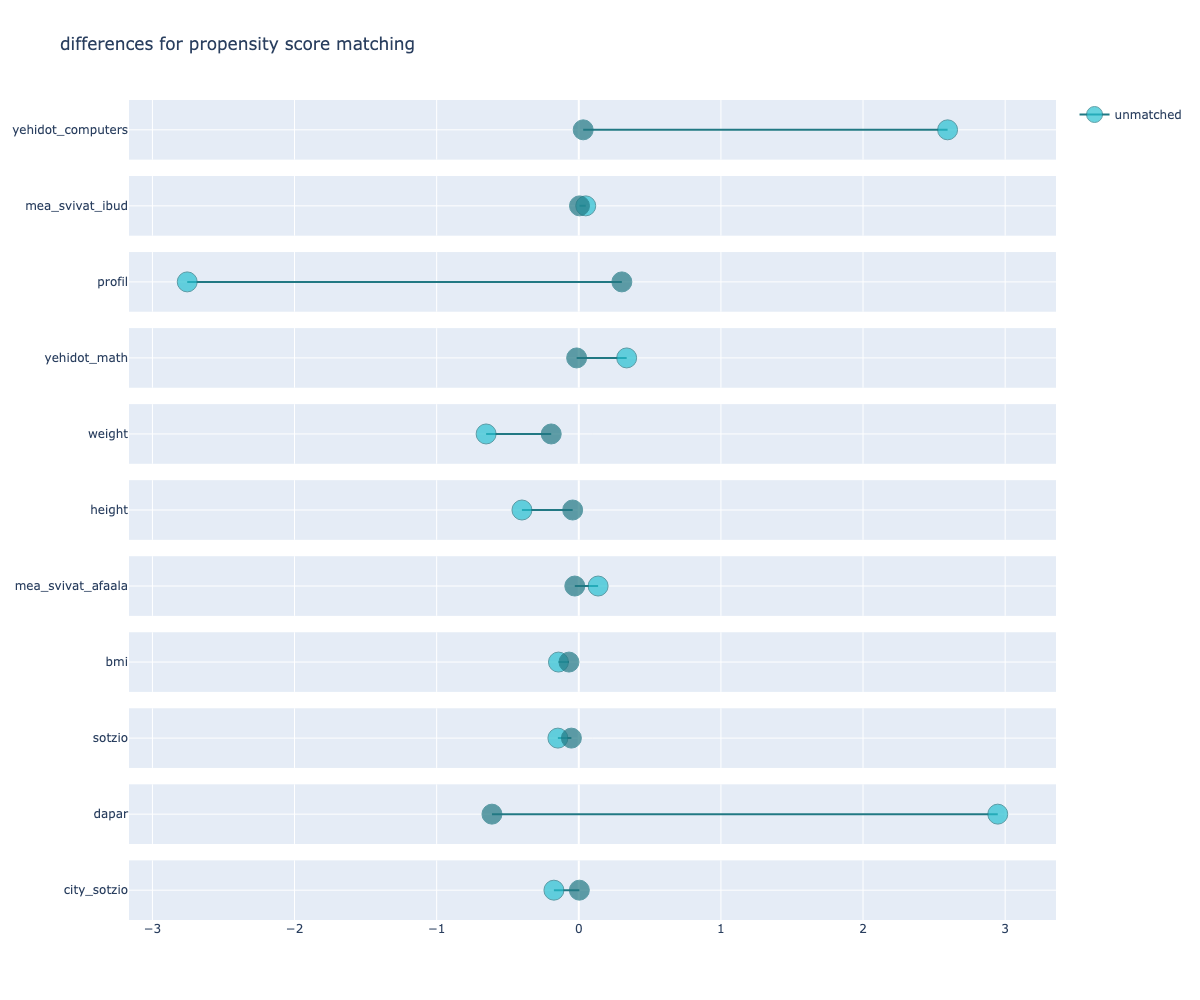 differences for propensity score matching
yehidot_computers
unmatched
mea_svivat_ibud
profil
yehidot_math
weight
height
mea_svivat_afaala
bmi
sotzio
dapar
city_sotzio
−3 −2 −1 0 1 2 3